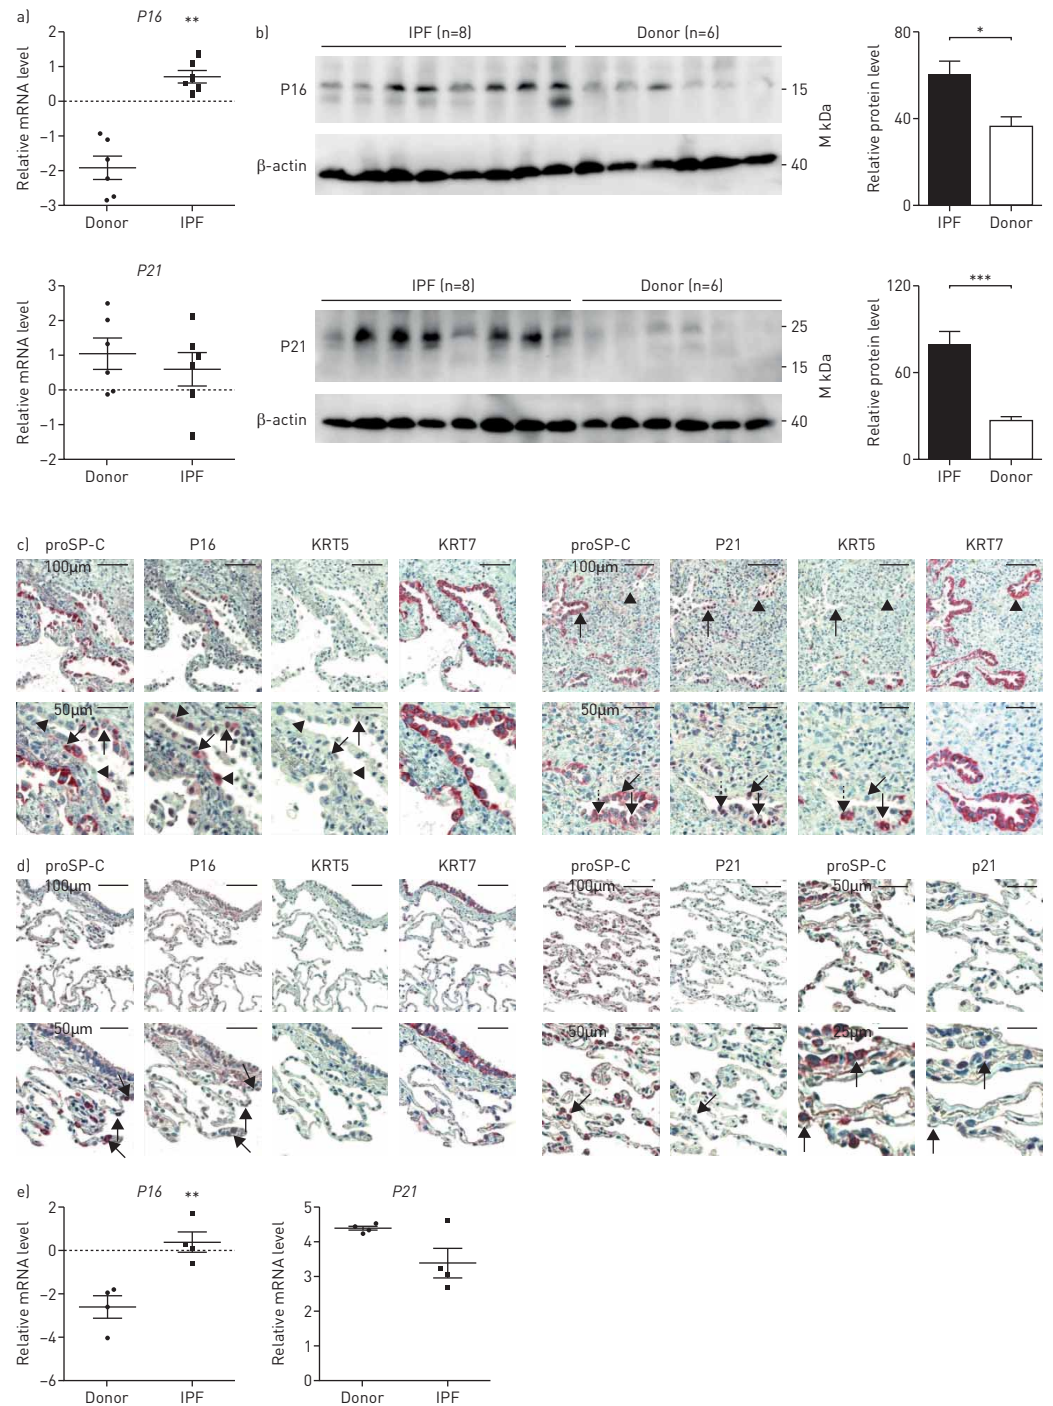 a)
P16
**
2
1
0
–1
–2
–3
Relative mRNA level
Donor IPF
b)
IPF (n=8) Donor (n=6)
P16
15
β-actin
40
M kDa
*
80
40
0
Relative protein level
IPF Donor
P21
3
2
1
0
–1
–2
Relative mRNA level
Donor IPF
IPF (n=8) Donor (n=6)
P21
25
15
β-actin
40
M kDa
***
120
60
0
Relative protein level
IPF Donor
c)
proSP-C P16 KRT5 KRT7 proSP-C P21 KRT5 KRT7
100µm 100µm
50µm 50µm
d)
proSP-C P16 KRT5 KRT7 proSP-C P21 proSP-C p21
100µm 100µm 50µm
50µm 50µm 25µm
e)
P16
**
2
0
–2
–4
–6
Relative mRNA level
Donor IPF
P21
5
4
3
2
1
0
Relative mRNA level
Donor IPF